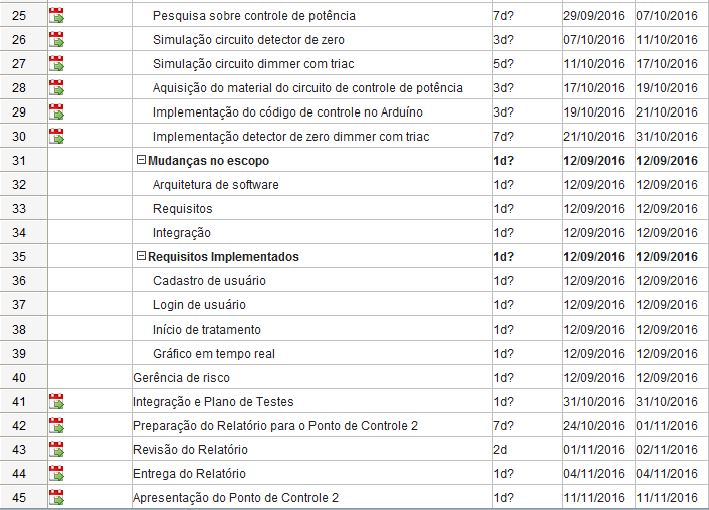 25 Pesquisa sobre controle de potência 7d? 29/09/2016 07/10/2016
26 Simulação circuito detector de zero 3d? 07/10/2016 11/10/2016
27 Simulação circuito dimmer com triac 5d? 11/10/2016 17/10/2016
28 Aquisição do material do circuito de controle de potência 3d? 17/10/2016 19/10/2016
29 Implementação do código de controle no Arduíno 3d? 19/10/2016 21/10/2016
30 Implementação detector de zero dimmer com triac 7d? 21/10/2016 31/10/2016
31 Mudanças no escopo 1d? 12/09/2016 12/09/2016
32 Arquitetura de software 1d? 12/09/2016 12/09/2016
33 Requisitos 1d? 12/09/2016 12/09/2016
34 Integração 1d? 12/09/2016 12/09/2016
35 Requisitos Implementados 1d? 12/09/2016 12/09/2016
36 Cadastro de usuário 1d? 12/09/2016 12/09/2016
37 Login de usuário 1d? 12/09/2016 12/09/2016
38 Início de tratamento 1d? 12/09/2016 12/09/2016
39 Gráfico em tempo real 1d? 12/09/2016 12/09/2016
40 Gerência de risco 1d? 12/09/2016 12/09/2016
41 Integração e Plano de Testes 1d? 31/10/2016 31/10/2016
42 Preparação do Relatório para o Ponto de Controle 2 7d? 24/10/2016 01/11/2016
43 Revisão do Relatório 2d 01/11/2016 02/11/2016
44 Entrega do Relatório 1d? 04/11/2016 04/11/2016
45 Apresentação do Ponto de Controle 2 1d? 11/11/2016 11/11/2016